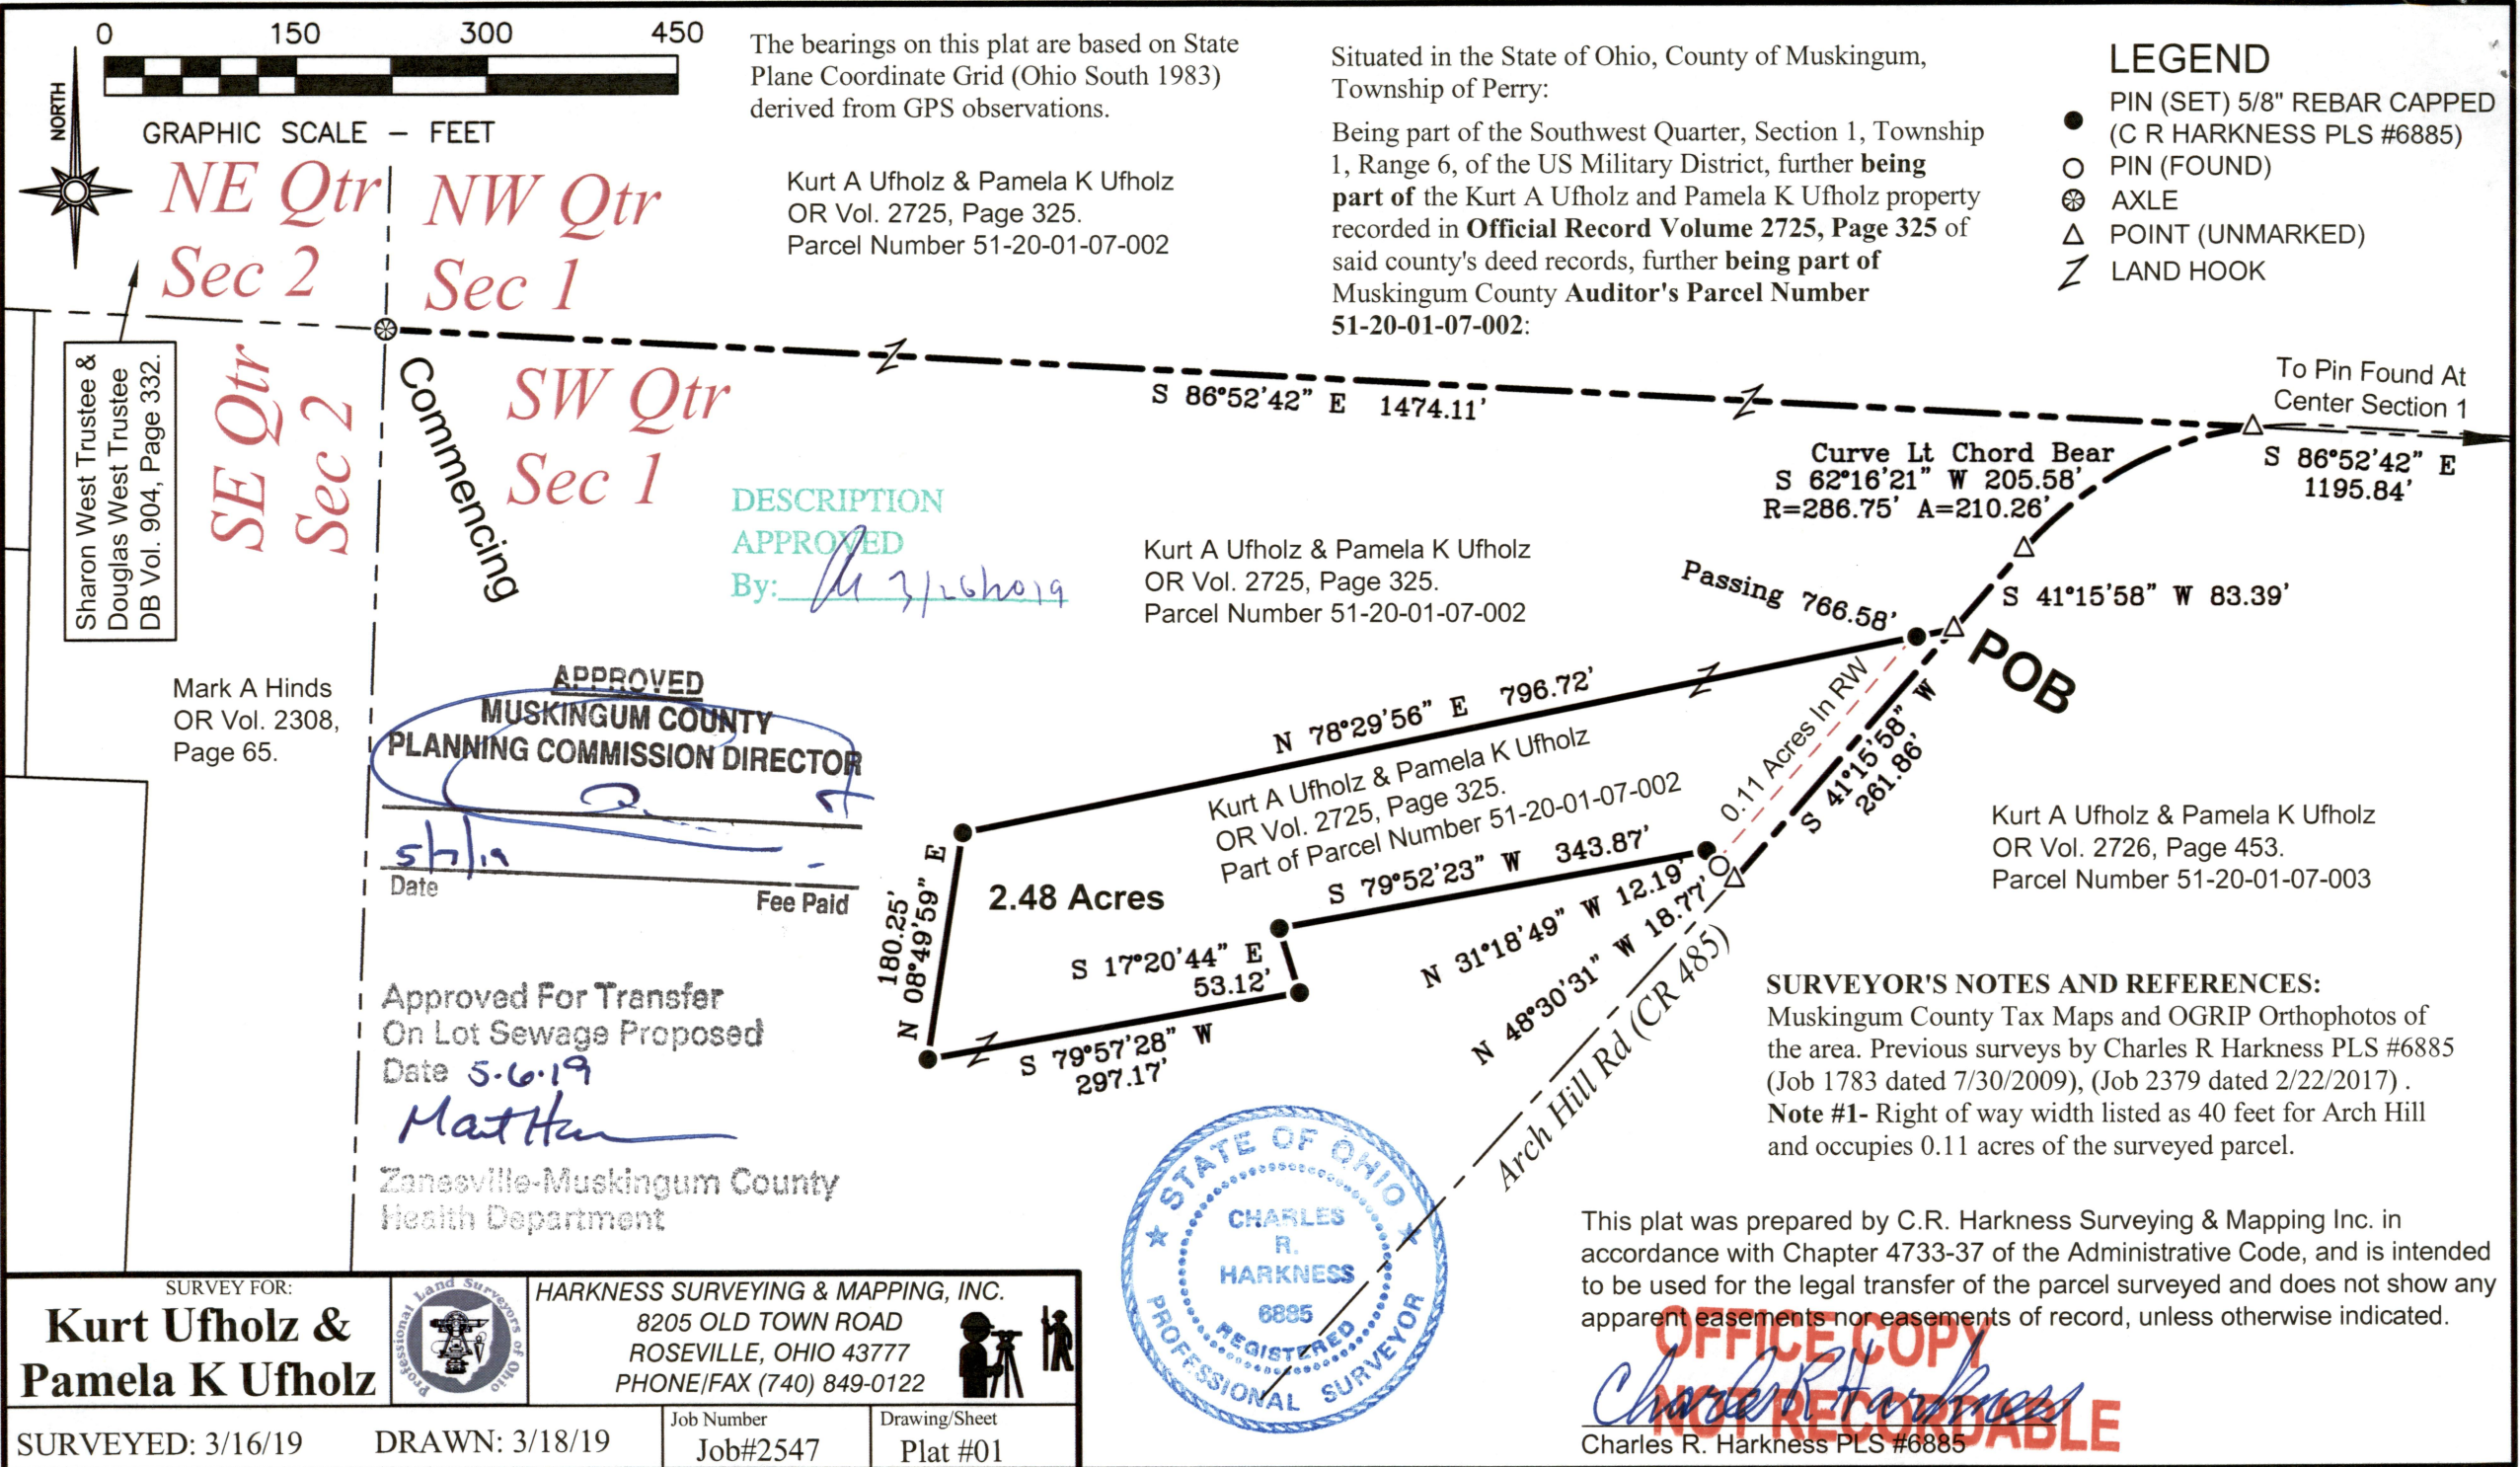 0 150 300 450
GRAPHIC SCALE – FEET
NORTH
The bearings on this plat are based on State
Plane Coordinate Grid (Ohio South 1983)
derived from GPS observations.
Situated in the State of Ohio, County of Muskingum,
Township of Perry:
Being part of the Southwest Quarter, Section 1, Township
1, Range 6, of the US Military District, further being
part of the Kurt A Ufholz and Pamela K Ufholz property
recorded in Official Record Volume 2725, Page 325 of
said county's deed records, further being part of
Muskingum County Auditor's Parcel Number
51-20-01-07-002:
LEGEND
PIN (SET) 5/8" REBAR CAPPED
(C R HARKNESS PLS #6885)
PIN (FOUND)
AXLE
POINT (UNMARKED)
LAND HOOK
NE Qtr
Sec 2
NW Qtr
Sec 1
Kurt A Ufholz & Pamela K Ufholz
OR Vol. 2725, Page 325.
Parcel Number 51-20-01-07-002
Sharon West Trustee &
Douglas West Trustee
DB Vol. 904, Page 332.
SE Qtr
Sec 2
SW Qtr
Sec 1
Commencing
S 86°52'42" E 1474.11'
To Pin Found At
Center Section 1
S 86°52'42" E
1195.84'
Curve Lt Chord Bear
S 62°16'21" W 205.58'
R=286.75' A=210.26'
DESCRIPTION
APPROVED
By: 3/26/2019
Kurt A Ufholz & Pamela K Ufholz
OR Vol. 2725, Page 325.
Parcel Number 51-20-01-07-002
Passing 766.58'
S 41°15'58" W 83.39'
POB
Mark A Hinds
OR Vol. 2308,
Page 65.
APPROVED
MUSKINGUM COUNTY
PLANNING COMMISSION DIRECTOR
5/7/19
Date Fee Paid
N 78°29'56" E 796.72'
Kurt A Ufholz & Pamela K Ufholz
OR Vol. 2725, Page 325.
Part of Parcel Number 51-20-01-07-002
0.11 Acres In RW
S 41°15'58" W
261.86'
Kurt A Ufholz & Pamela K Ufholz
OR Vol. 2726, Page 453.
Parcel Number 51-20-01-07-003
180.25'
N 08°49'59" E
2.48 Acres
S 79°52'23" W 343.87'
S 17°20'44" E
53.12'
N 31°18'49" W 12.19'
N 48°30'31" W 18.77'
S 79°57'28" W
297.17'
Arch Hill Rd (CR 485)
Approved For Transfer
On Lot Sewage Proposed
Date 5.6.19
Zanesville-Muskingum County
Health Department
SURVEYOR'S NOTES AND REFERENCES:
Muskingum County Tax Maps and OGRIP Orthophotos of
the area. Previous surveys by Charles R Harkness PLS #6885
(Job 1783 dated 7/30/2009), (Job 2379 dated 2/22/2017) .
Note #1- Right of way width listed as 40 feet for Arch Hill
and occupies 0.11 acres of the surveyed parcel.
STATE OF OHIO
CHARLES
R.
HARKNESS
6885
REGISTERED
PROFESSIONAL SURVEYOR
This plat was prepared by C.R. Harkness Surveying & Mapping Inc. in
accordance with Chapter 4733-37 of the Administrative Code, and is intended
to be used for the legal transfer of the parcel surveyed and does not show any
apparent easements nor easements of record, unless otherwise indicated.
OFFICE COPY
NOT RECORDABLE
Charles R Harkness
Charles R. Harkness PLS #6885
SURVEY FOR:
Kurt Ufholz &
Pamela K Ufholz
Professional Land Surveyors of Ohio
HARKNESS SURVEYING & MAPPING, INC.
8205 OLD TOWN ROAD
ROSEVILLE, OHIO 43777
PHONE/FAX (740) 849-0122
SURVEYED: 3/16/19 DRAWN: 3/18/19
Job Number
Job#2547
Drawing/Sheet
Plat #01